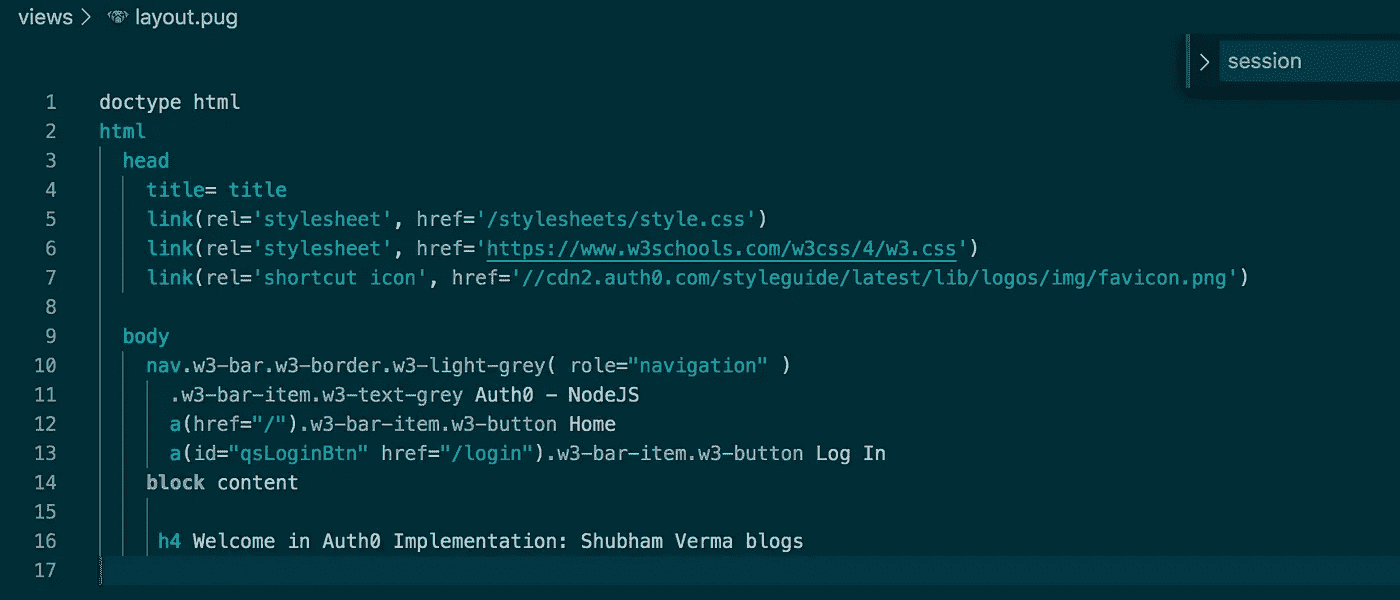 views > layout.pug
> session
1 doctype html
2 html
3 head
4 title= title
5 link(rel='stylesheet', href='/stylesheets/style.css')
6 link(rel='stylesheet', href='https://www.w3schools.com/w3css/4/w3.css')
7 link(rel='shortcut icon', href='//cdn2.auth0.com/styleguide/latest/lib/logos/img/favicon.png')
8
9 body
10 nav.w3-bar.w3-border.w3-light-grey( role="navigation" )
11 .w3-bar-item.w3-text-grey Auth0 - NodeJS
12 a(href="/").w3-bar-item.w3-button Home
13 a(id="qsLoginBtn" href="/login").w3-bar-item.w3-button Log In
14 block content
15
16 h4 Welcome in Auth0 Implementation: Shubham Verma blogs
17